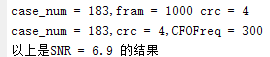 case_num = 183,fram = 1000 crc = 4
case_num = 183,crc = 4,CFOFreq = 300
以上是SNR = 6.9 的结果